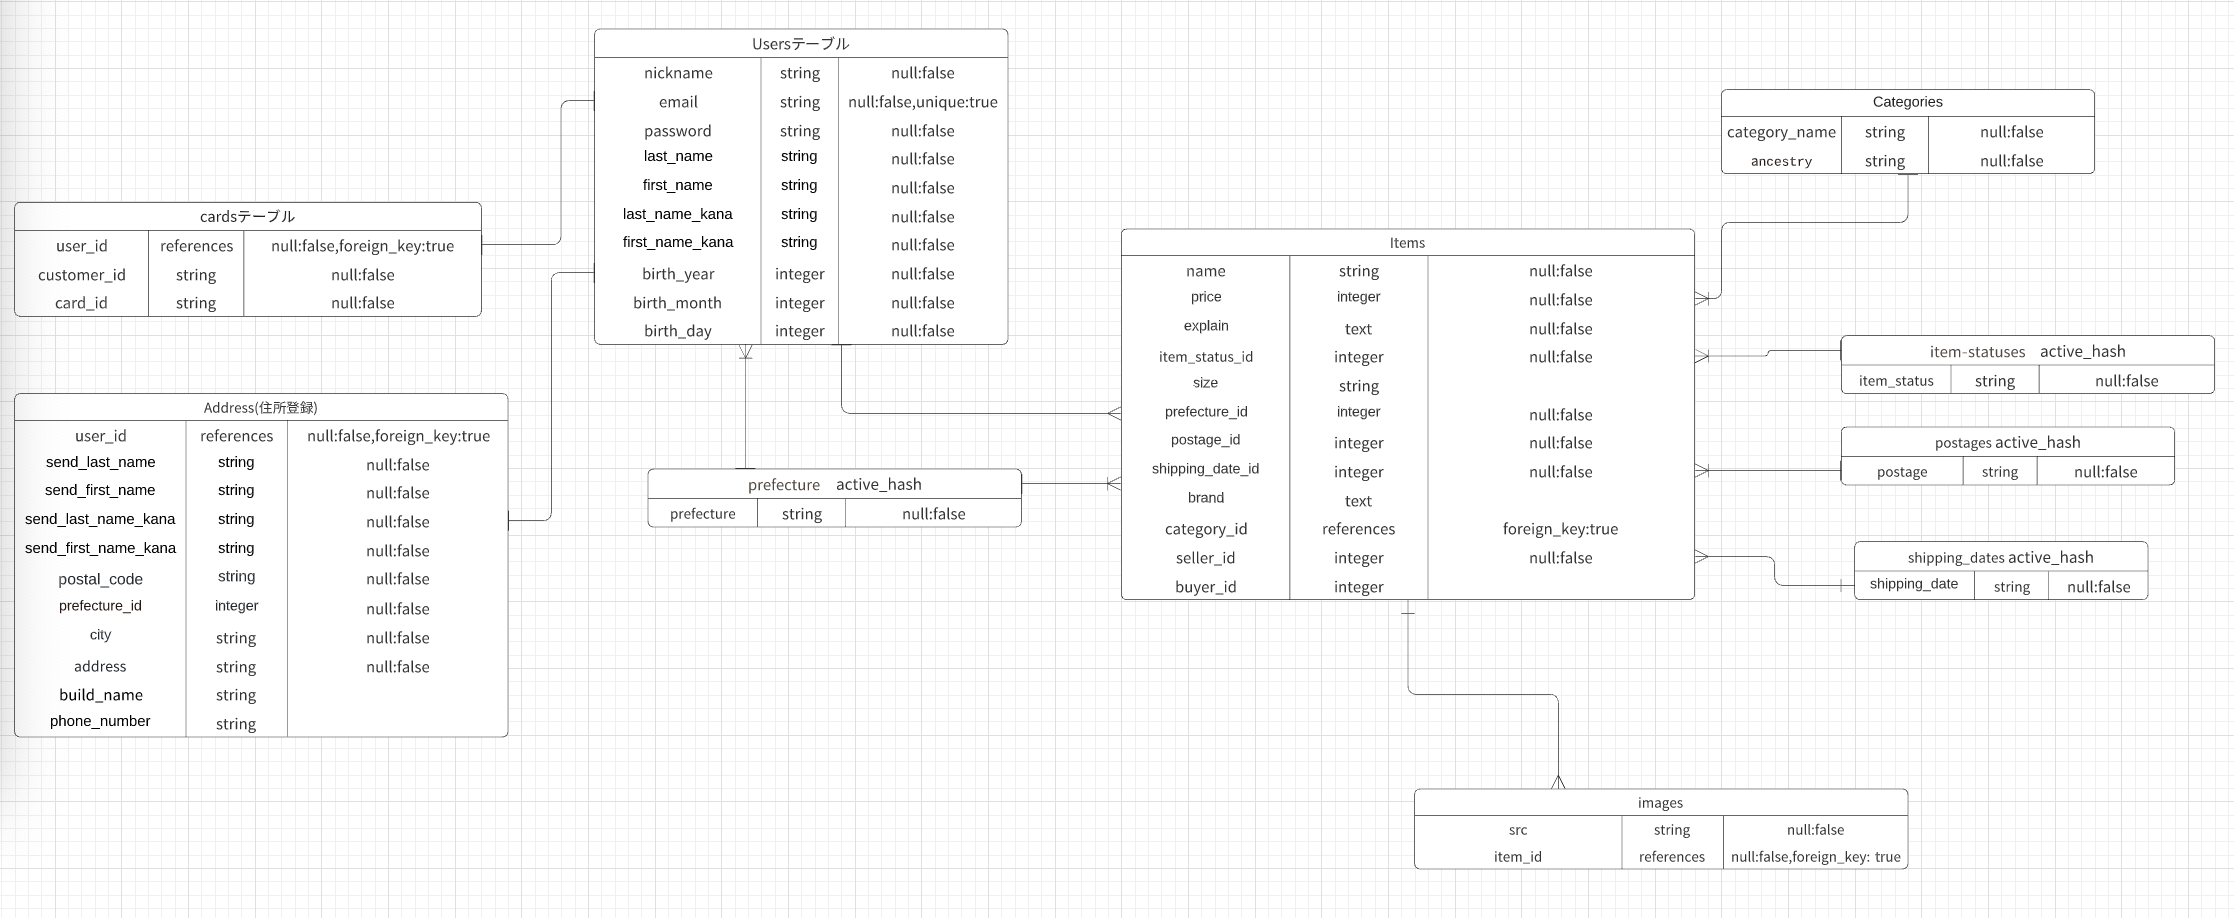 Usersテーブル
nickname string null:false
email string null:false,unique:true
password string null:false
last_name string null:false
first_name string null:false
last_name_kana string null:false
first_name_kana string null:false
birth_year integer null:false
birth_month integer null:false
birth_day integer null:false
cardsテーブル
user_id references null:false,foreign_key:true
customer_id string null:false
card_id string null:false
Address(住所登録)
user_id references null:false,foreign_key:true
send_last_name string null:false
send_first_name string null:false
send_last_name_kana string null:false
send_first_name_kana string null:false
postal_code string null:false
prefecture_id integer null:false
city string null:false
address string null:false
build_name string
phone_number string
prefecture active_hash
prefecture string null:false
Items
name string null:false
price integer null:false
explain text null:false
item_status_id integer null:false
size string
prefecture_id integer null:false
postage_id integer null:false
shipping_date_id integer null:false
brand text
category_id references foreign_key:true
seller_id integer null:false
buyer_id integer
Categories
category_name string null:false
ancestry string null:false
item-statuses active_hash
item_status string null:false
postages active_hash
postage string null:false
shipping_dates active_hash
shipping_date string null:false
images
src string null:false
item_id references null:false,foreign_key: true